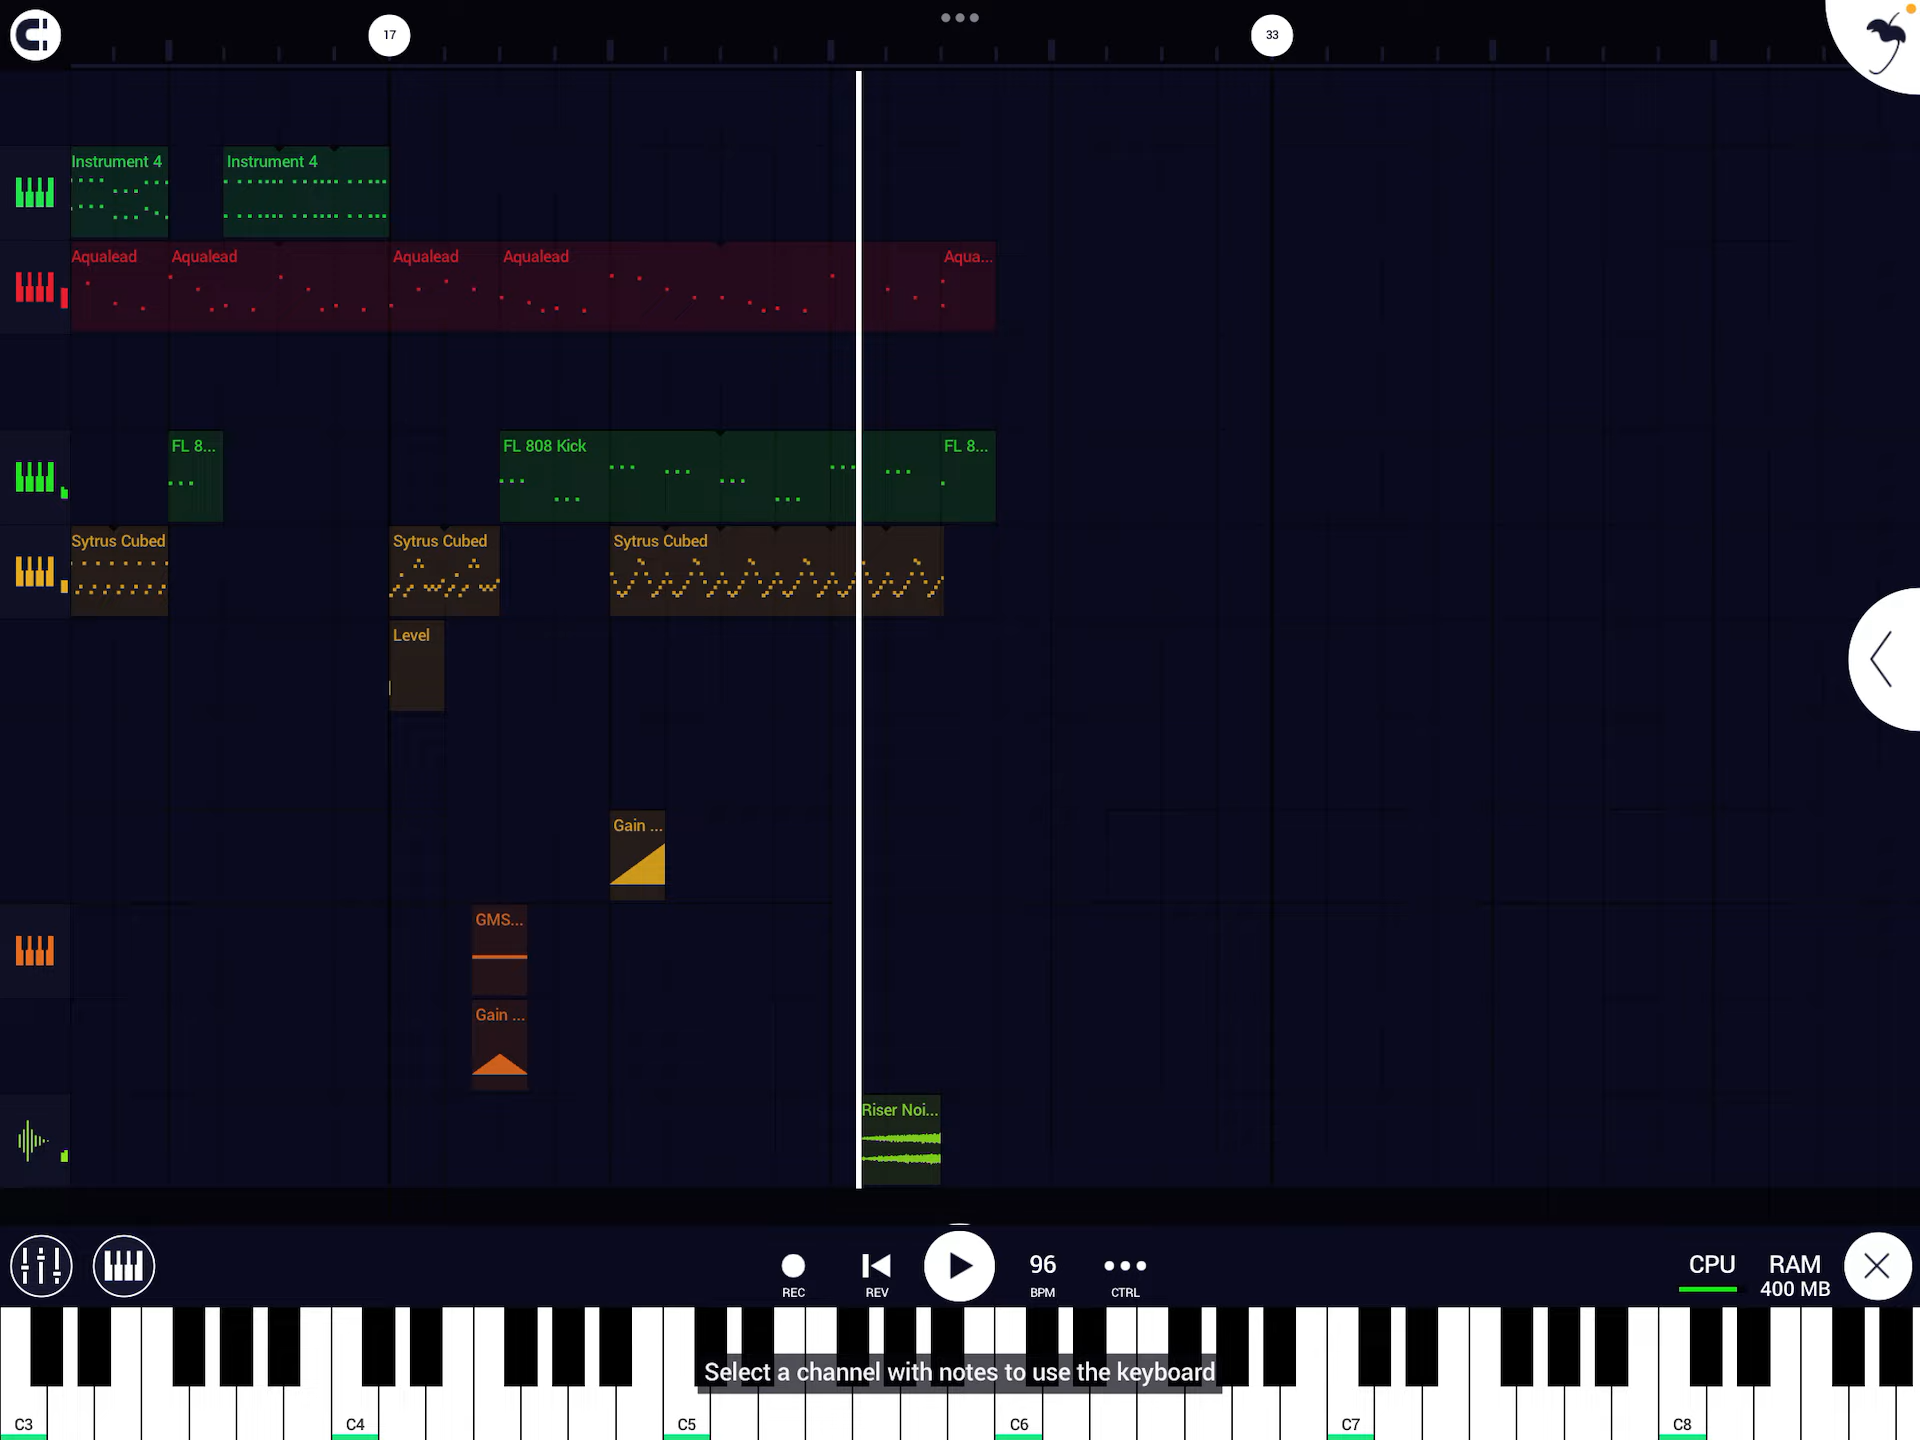 17
33
Instrument 4
Instrument 4
Aqualead
Aqualead
Aqualead
Aqualead
Aqua...
FL 8...
FL 808 Kick
FL 8...
Sytrus Cubed
Sytrus Cubed
Sytrus Cubed
Level
Gain ...
GMS...
Gain ...
Riser Noi...
REC
REV
96
BPM
CTRL
CPU
RAM
400 MB
Select a channel with notes to use the keyboard
C3
C4
C5
C6
C7
C8